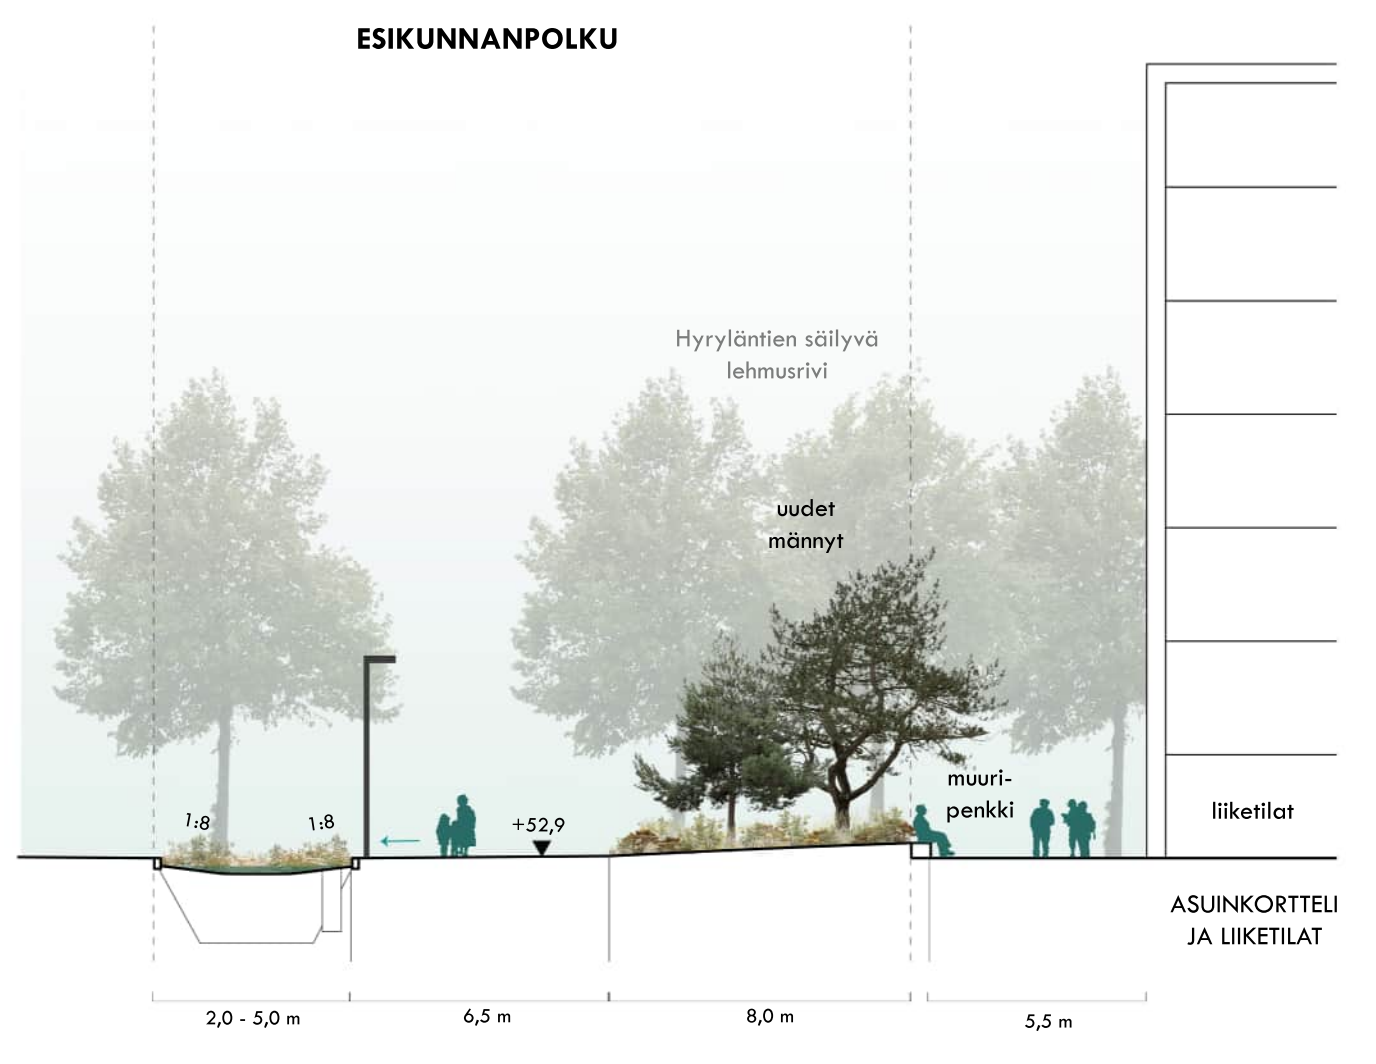 ESIKUNNANPOLKU
Hyryläntien säilyvä
lehmusrivi
uudet
männyt
muuri-
penkki
liiketilat
1:8
1:8
+52,9
ASUINKORTTELI
JA LIIKETILAT
2,0 - 5,0 m
6,5 m
8,0 m
5,5 m